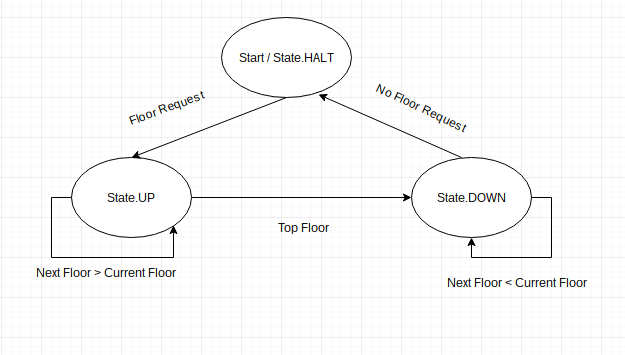 Start / State.HALT
Floor Request
No Floor Request
State.UP
State.DOWN
Top Floor
Next Floor > Current Floor
Next Floor < Current Floor